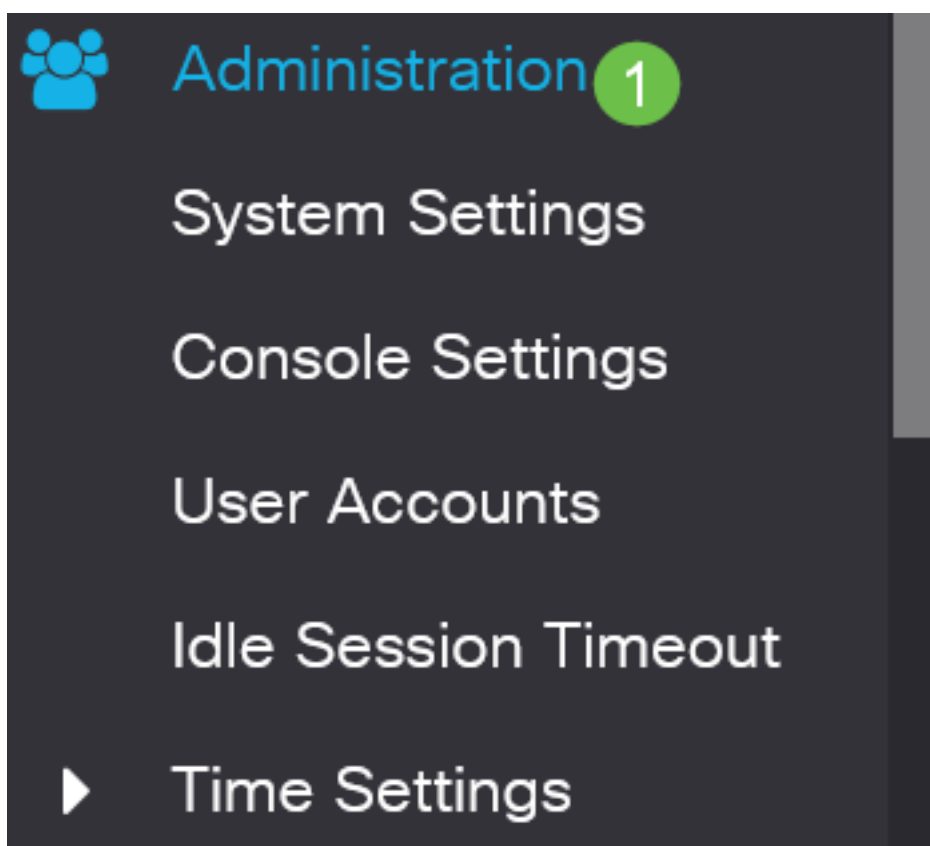 Administration 1
System Settings
Console Settings
User Accounts
Idle Session Timeout
Time Settings